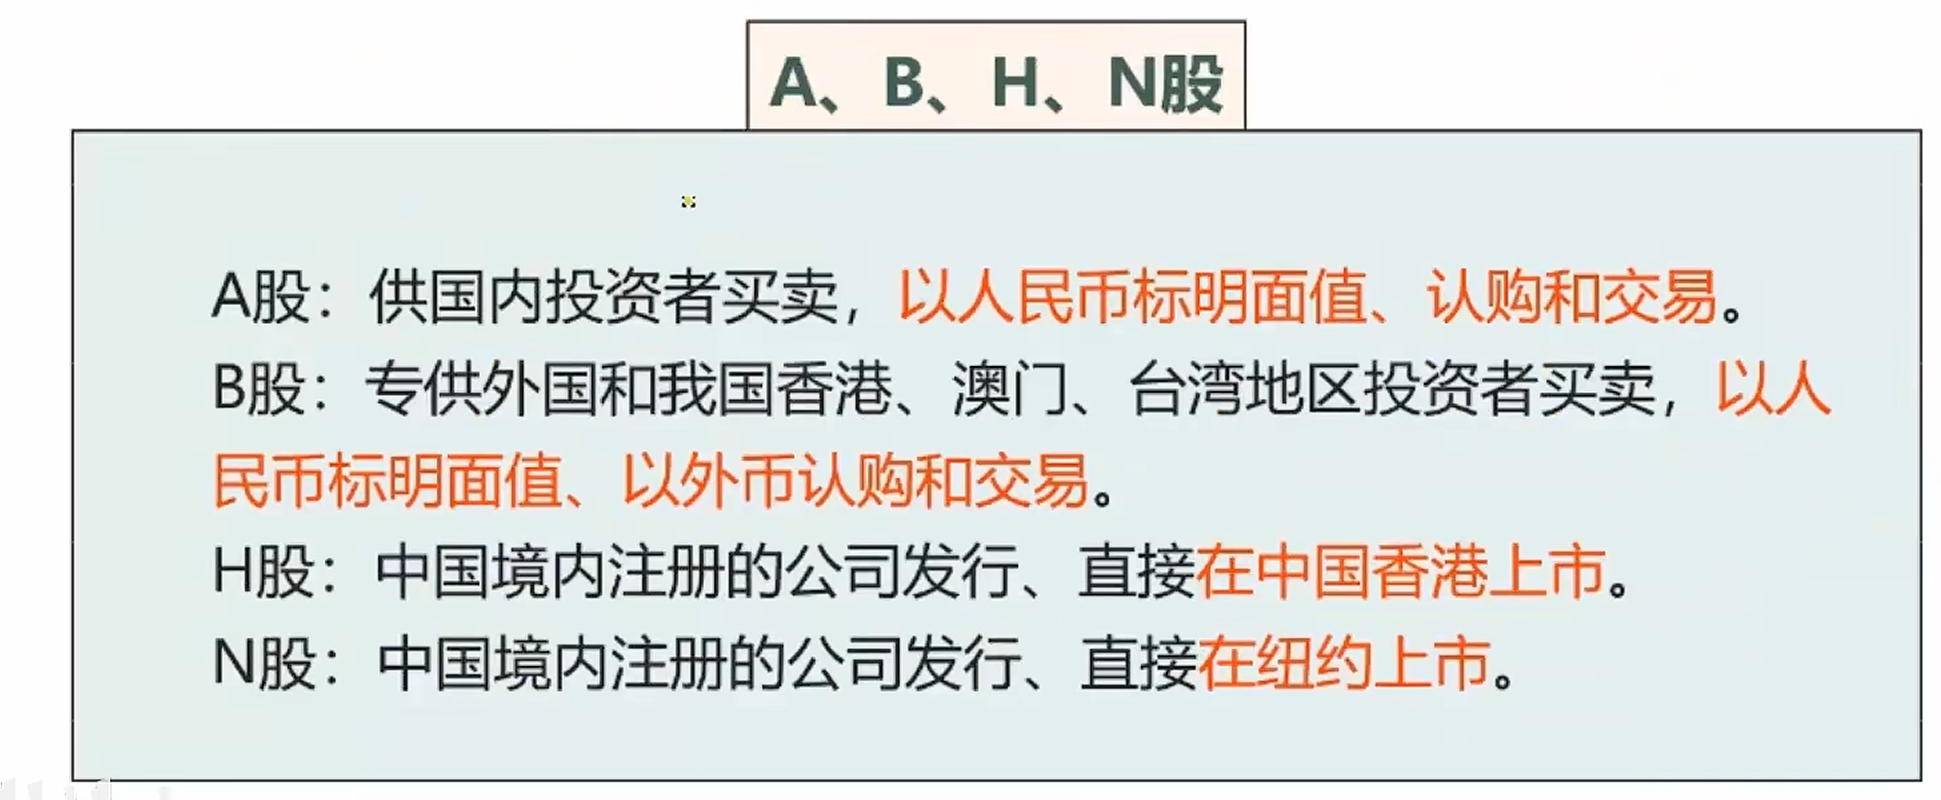 A、B、H、N股
A股：供国内投资者买卖，以人民币标明面值、认购和交易。
B股：专供外国和我国香港、澳门、台湾地区投资者买卖，以人
民币标明面值、以外币认购和交易。
H股：中国境内注册的公司发行、直接在中国香港上市。
N股：中国境内注册的公司发行、直接在纽约上市。